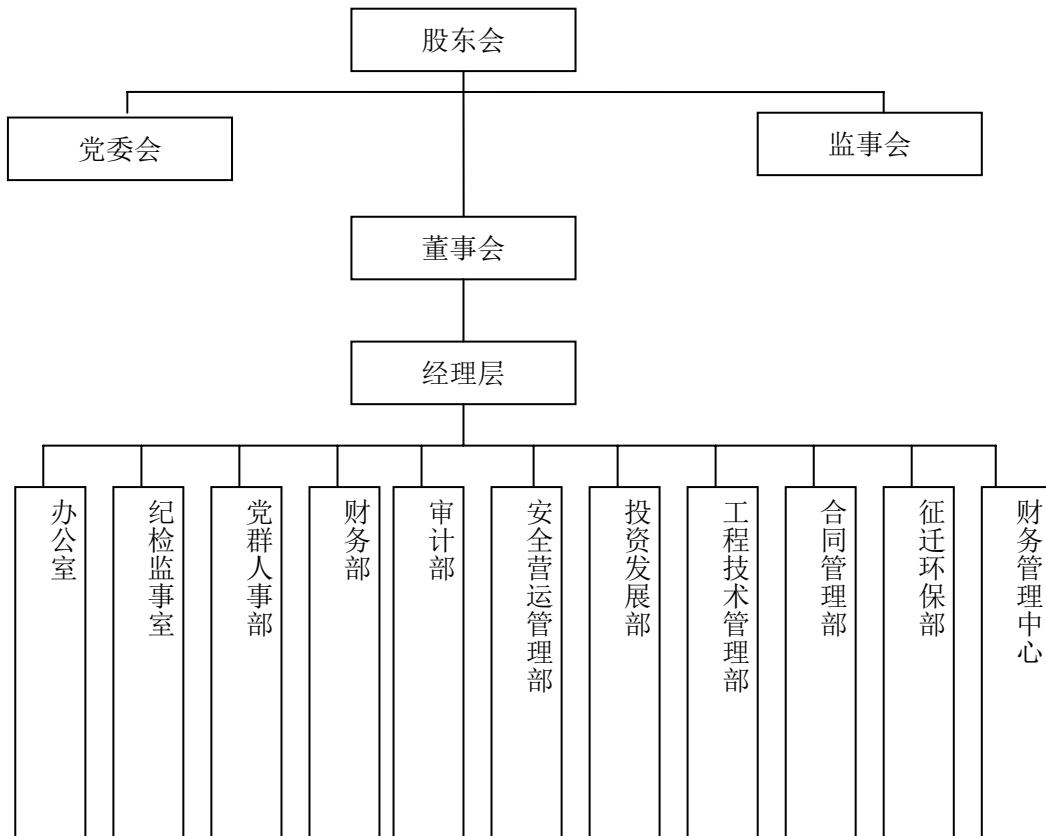 股东会
党委会
监事会
董事会
经理层
办公室
纪检监事室
党群人事部
财务部
审计部
安全营运管理部
投资发展部
工程技术管理部
合同管理部
征迁环保部
财务管理中心